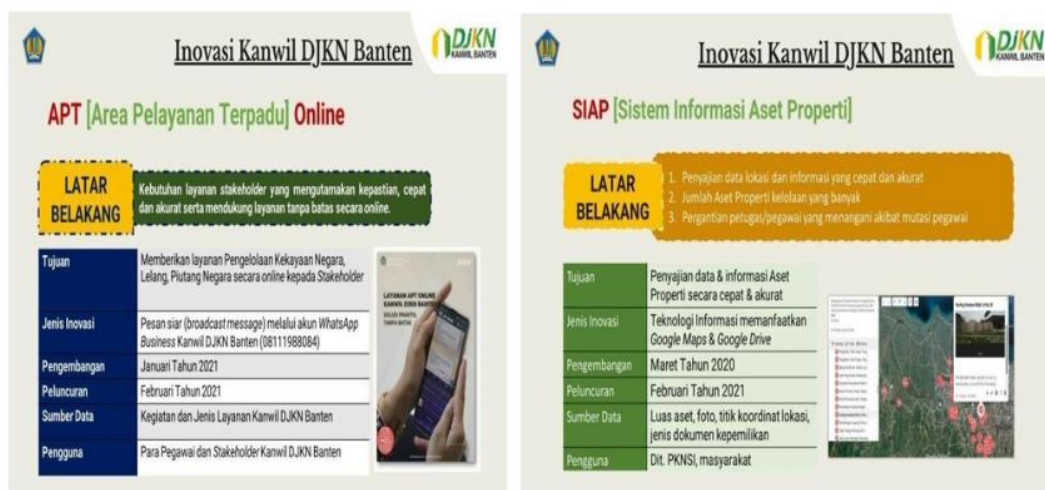 Inovasi Kanwil DJKN Banten
DJKN
KANWIL BANTEN
APT [Area Pelayanan Terpadu] Online
LATAR
BELAKANG
Kebutuhan layanan stakeholder yang mengutamakan kepastian, cepat
dan akurat serta mendukung layanan tanpa batas secara online.
Tujuan
Memberikan layanan Pengelolaan Kekayaan Negara,
Lelang, Piutang Negara secara online kepada Stakeholder
Jenis Inovasi
Pesan siar (broadcast message) melalui akun WhatsApp
Business Kanwil DJKN Banten (08111988084)
Pengembangan
Januari Tahun 2021
Peluncuran
Februari Tahun 2021
Sumber Data
Kegiatan dan Jenis Layanan Kanwil DJKN Banten
Pengguna
Para Pegawai dan Stakeholder Kanwil DJKN Banten
LAYANAN APT ONLINE
KANWIL DJKN BANTEN
SOLUSI PRAKTIS,
TANPA BATAS
Inovasi Kanwil DJKN Banten
DJKN
KANWIL BANTEN
SIAP [Sistem Informasi Aset Properti]
LATAR
BELAKANG
1. Penyajian data lokasi dan informasi yang cepat dan akurat
2. Jumlah Aset Properti kelolaan yang banyak
3. Pergantian petugas/pegawai yang menangani akibat mutasi pegawai
Tujuan
Penyajian data & informasi Aset
Properti secara cepat & akurat
Jenis Inovasi
Teknologi Informasi memanfaatkan
Google Maps & Google Drive
Pengembangan
Maret Tahun 2020
Peluncuran
Februari Tahun 2021
Sumber Data
Luas aset, foto, titik koordinat lokasi,
jenis dokumen kepemilikan
Pengguna
Dit. PKNSI, masyarakat